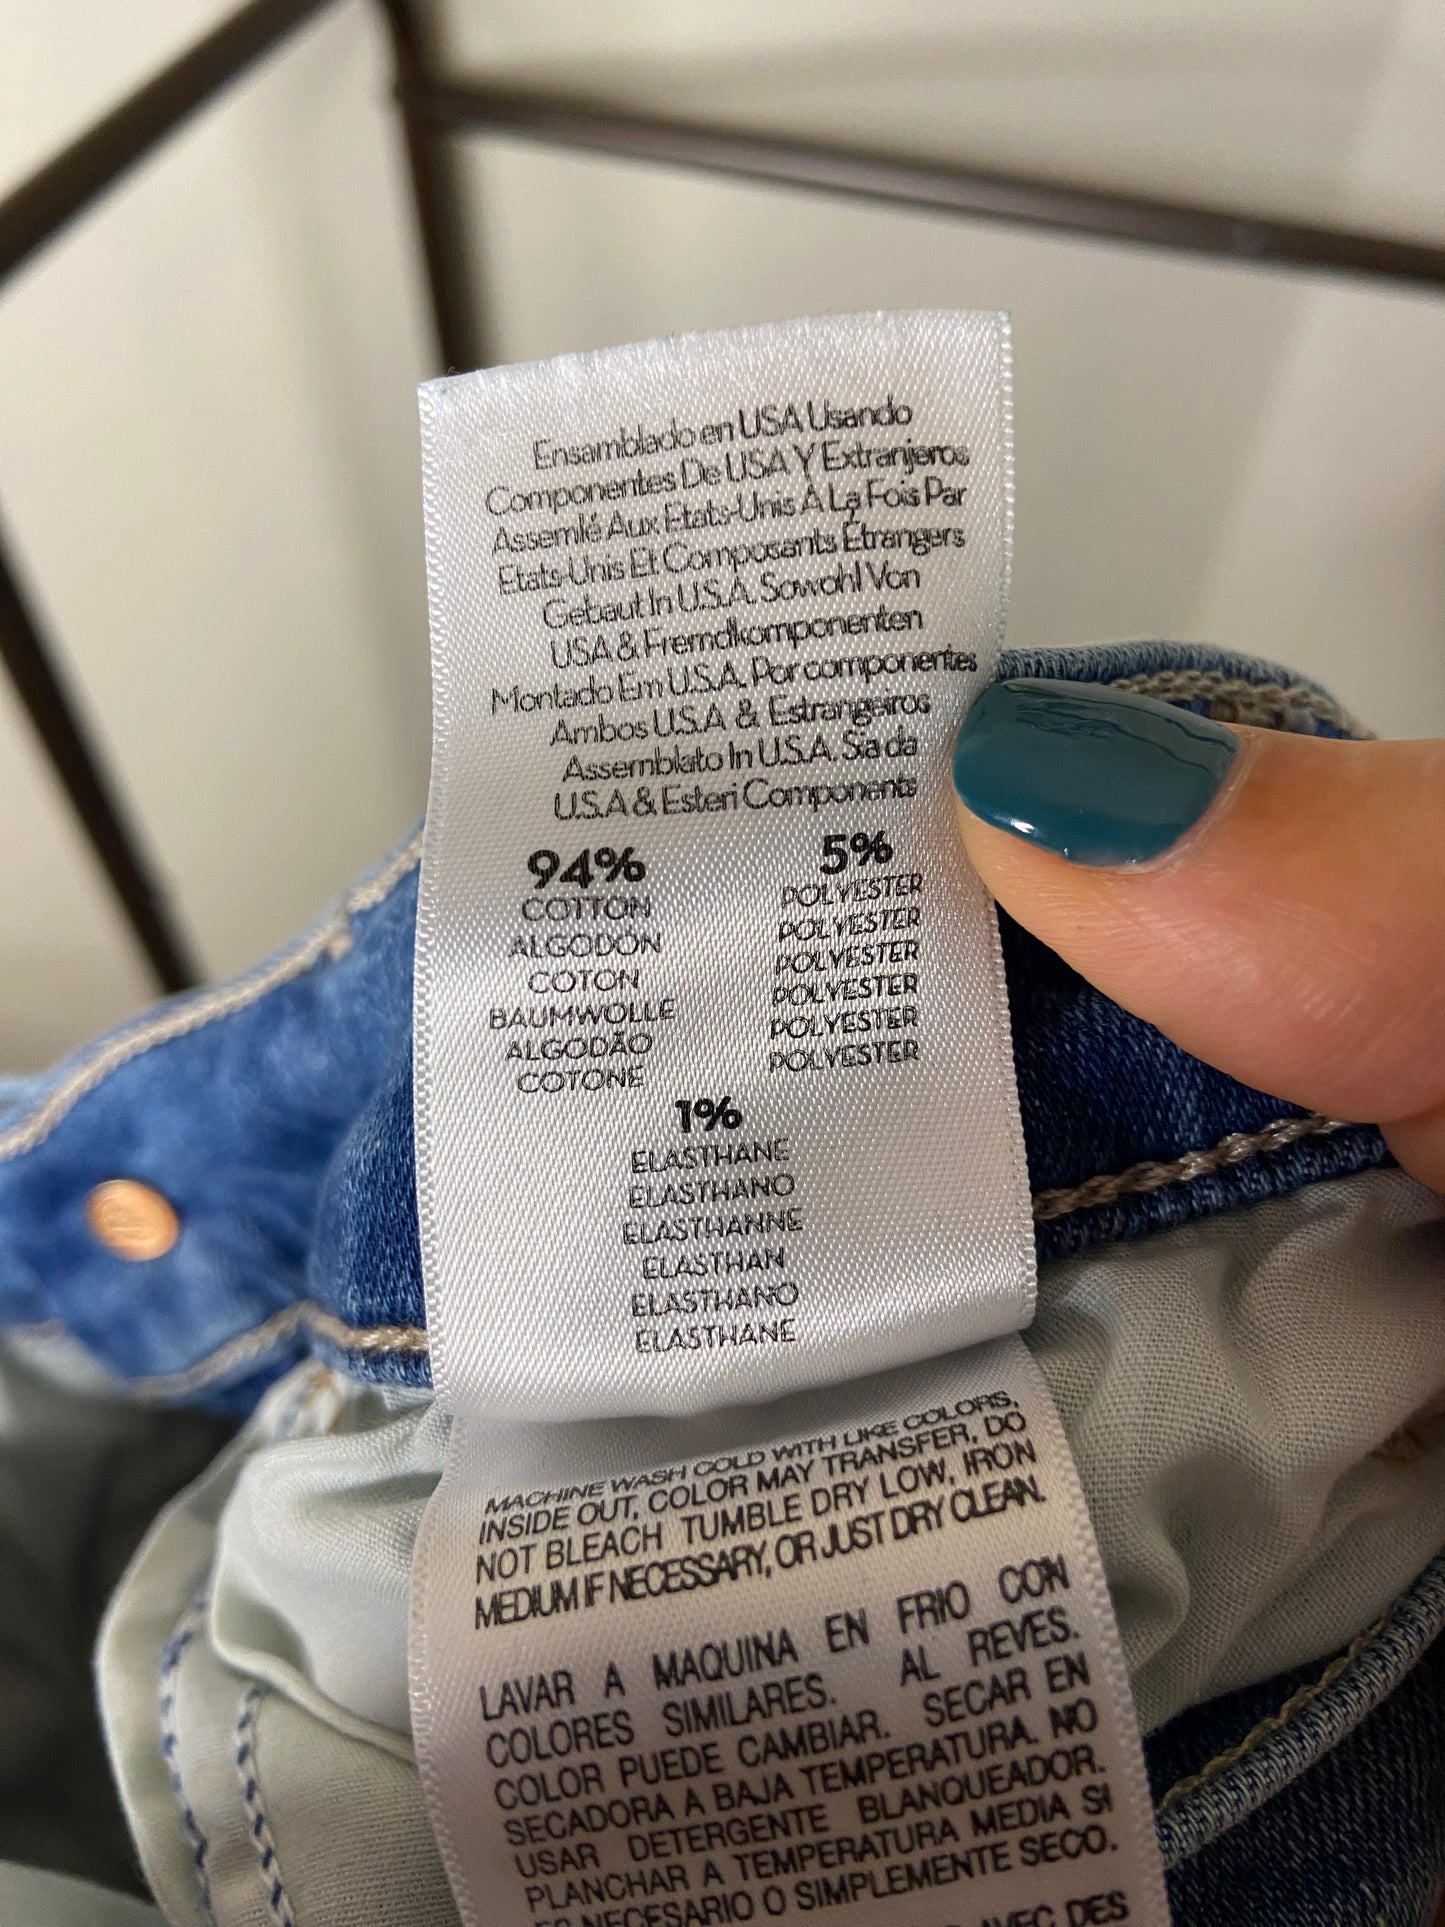 Ensamblado en USA Usando
Componentes De USA Y Extranjeros
Assemlé Aux Etats-Unis À La Fois Par
Etats-Unis Et Composants Étrangers
Gebaut In U.S.A. Sowohl Von
USA & Fremdkomponenten
Montado Em U.S.A. Por componentes
Ambos U.S.A & Estrangeiros
Assemblato In U.S.A. Sia da
U.S.A & Esteri Components
94%
COTTON
ALGODÓN
COTON
BAUMWOLLE
ALGODÃO
COTONE
5%
POLYESTER
POLYESTER
POLYESTER
POLYESTER
POLYESTER
POLYESTER
1%
ELASTHANE
ELASTHANO
ELASTHANNE
ELASTHAN
ELASTHANO
ELASTHANE
MACHINE WASH COLD WITH LIKE COLORS,
INSIDE OUT, COLOR MAY TRANSFER, DO
NOT BLEACH TUMBLE DRY LOW, IRON
MEDIUM IF NECESSARY, OR JUST DRY CLEAN.
LAVAR A MAQUINA EN FRIO CON
COLORES SIMILARES. AL REVES.
COLOR PUEDE CAMBIAR. SECAR EN
SECADORA A BAJA TEMPERATURA. NO
USAR DETERGENTE BLANQUEADOR.
PLANCHAR A TEMPERATURA MEDIA SI
ES NECESARIO O SIMPLEMENTE SECO.
AVEC DES